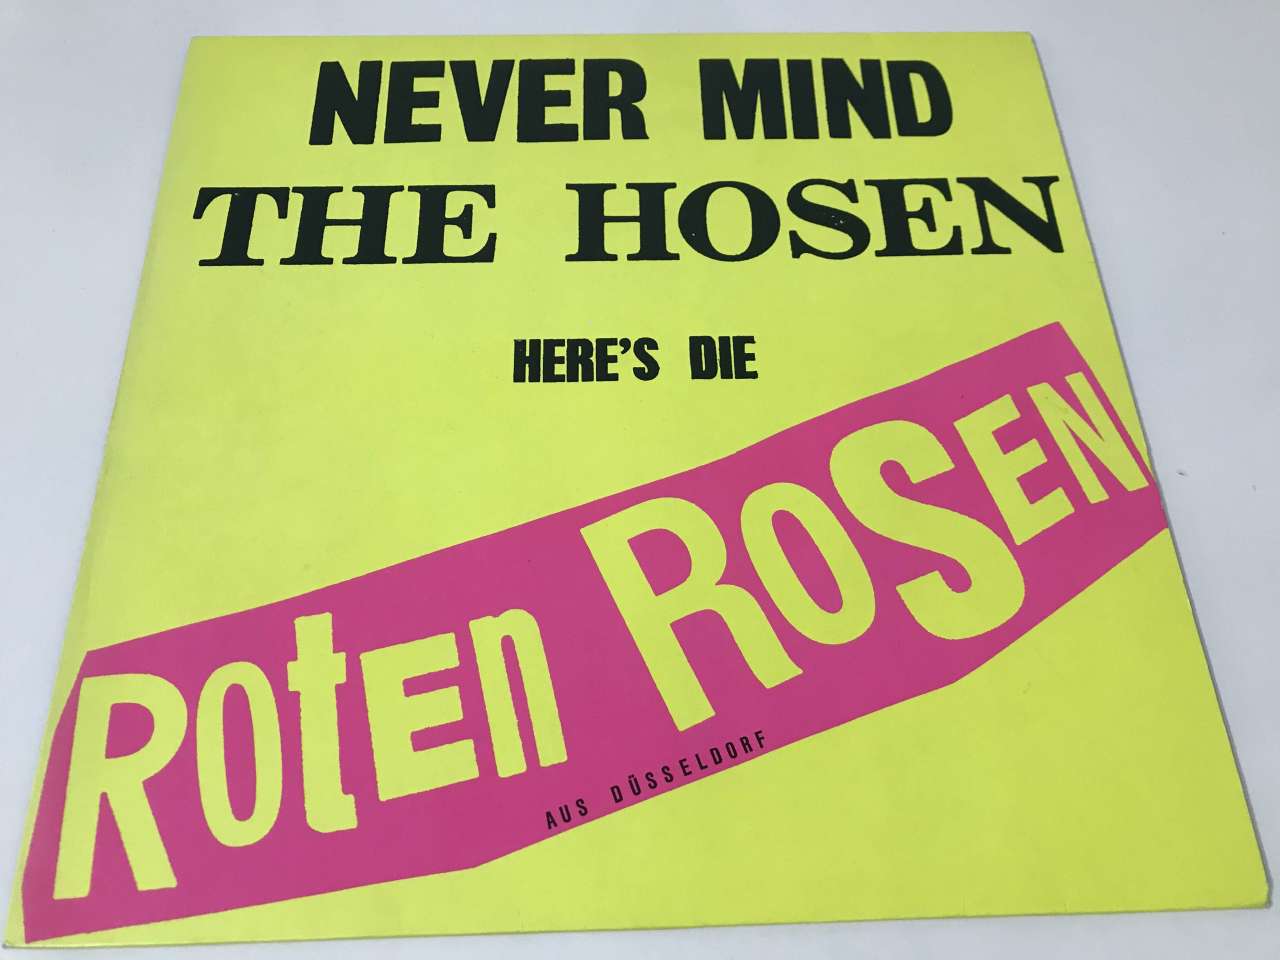 NEVER MIND
THE HOSEN
HERE'S DIE
ROtEn ROSEN
AUS DÜSSELDORF